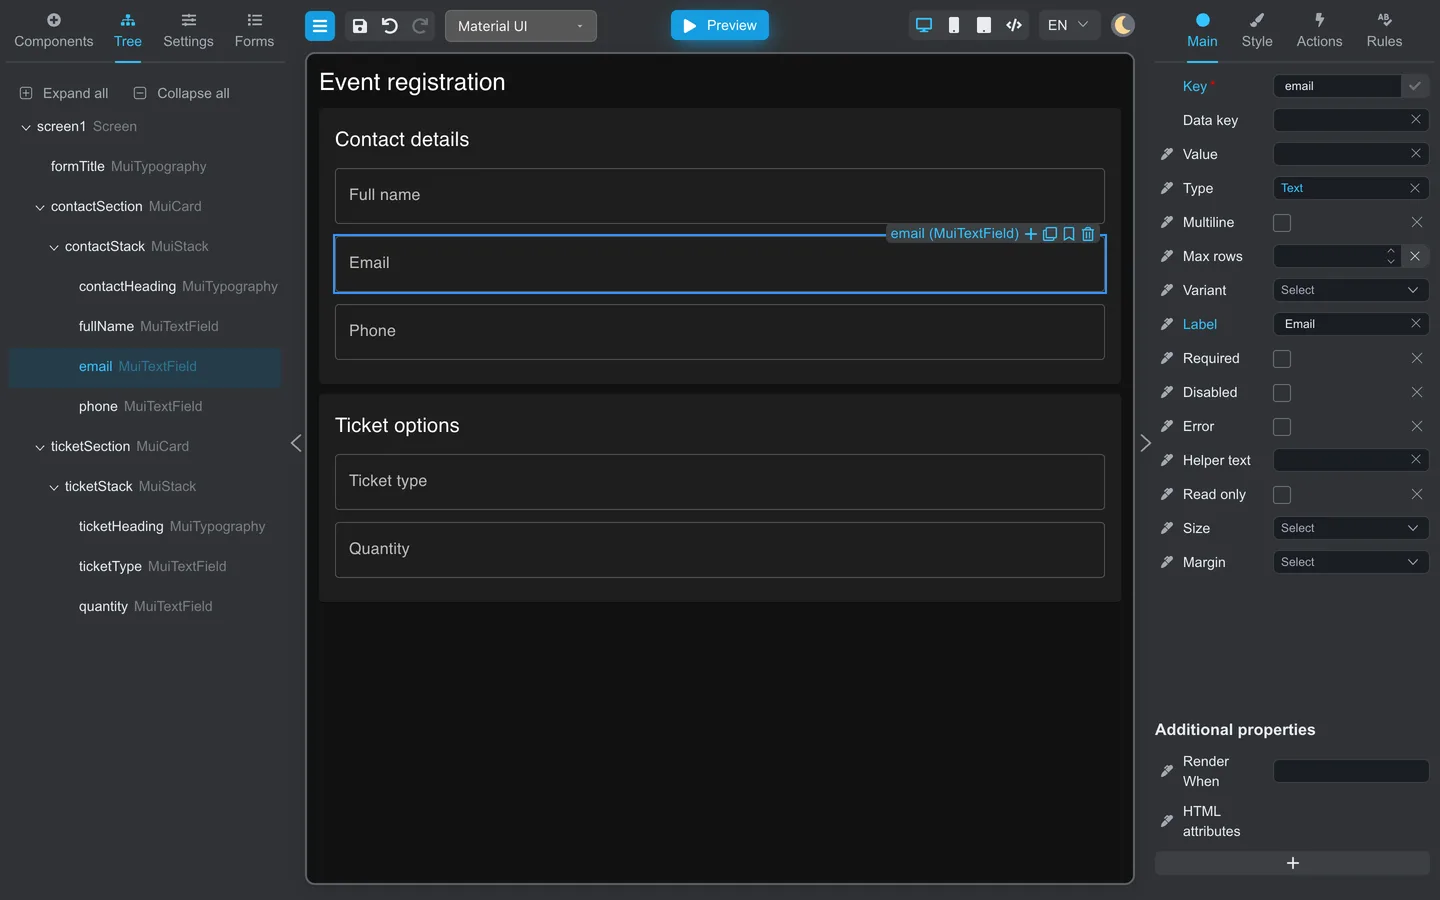 Components Tree Settings Forms
Expand all Collapse all
screen1 Screen
formTitle MuiTypography
contactSection MuiCard
contactStack MuiStack
contactHeading MuiTypography
fullName MuiTextField
email MuiTextField
phone MuiTextField
ticketSection MuiCard
ticketStack MuiStack
ticketHeading MuiTypography
ticketType MuiTextField
quantity MuiTextField
Material UI
Preview
EN
Event registration
Contact details
Full name
email (MuiTextField)
Email
Phone
Ticket options
Ticket type
Quantity
Main Style Actions AB Rules
Key* email
Data key
Value
Type Text
Multiline
Max rows
Variant Select
Label Email
Required
Disabled
Error
Helper text
Read only
Size Select
Margin Select
Additional properties
Render
When
HTML
attributes